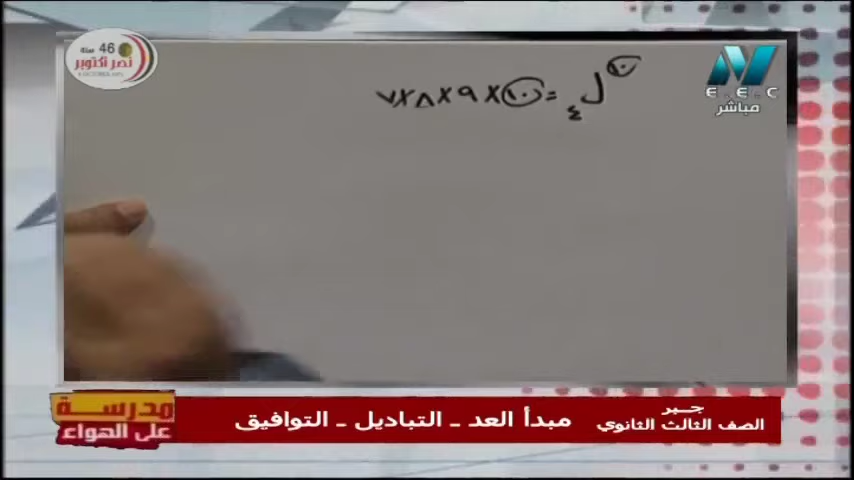 46 سنة
نصر أكتوبر
E.E.C
مباشر
١٠ل٤ = ١٠ × ٩ × ٨ × ٧
مدرسة
على الهواء
جبر
الصف الثالث الثانوي
مبدأ العد - التباديل - التوافيق